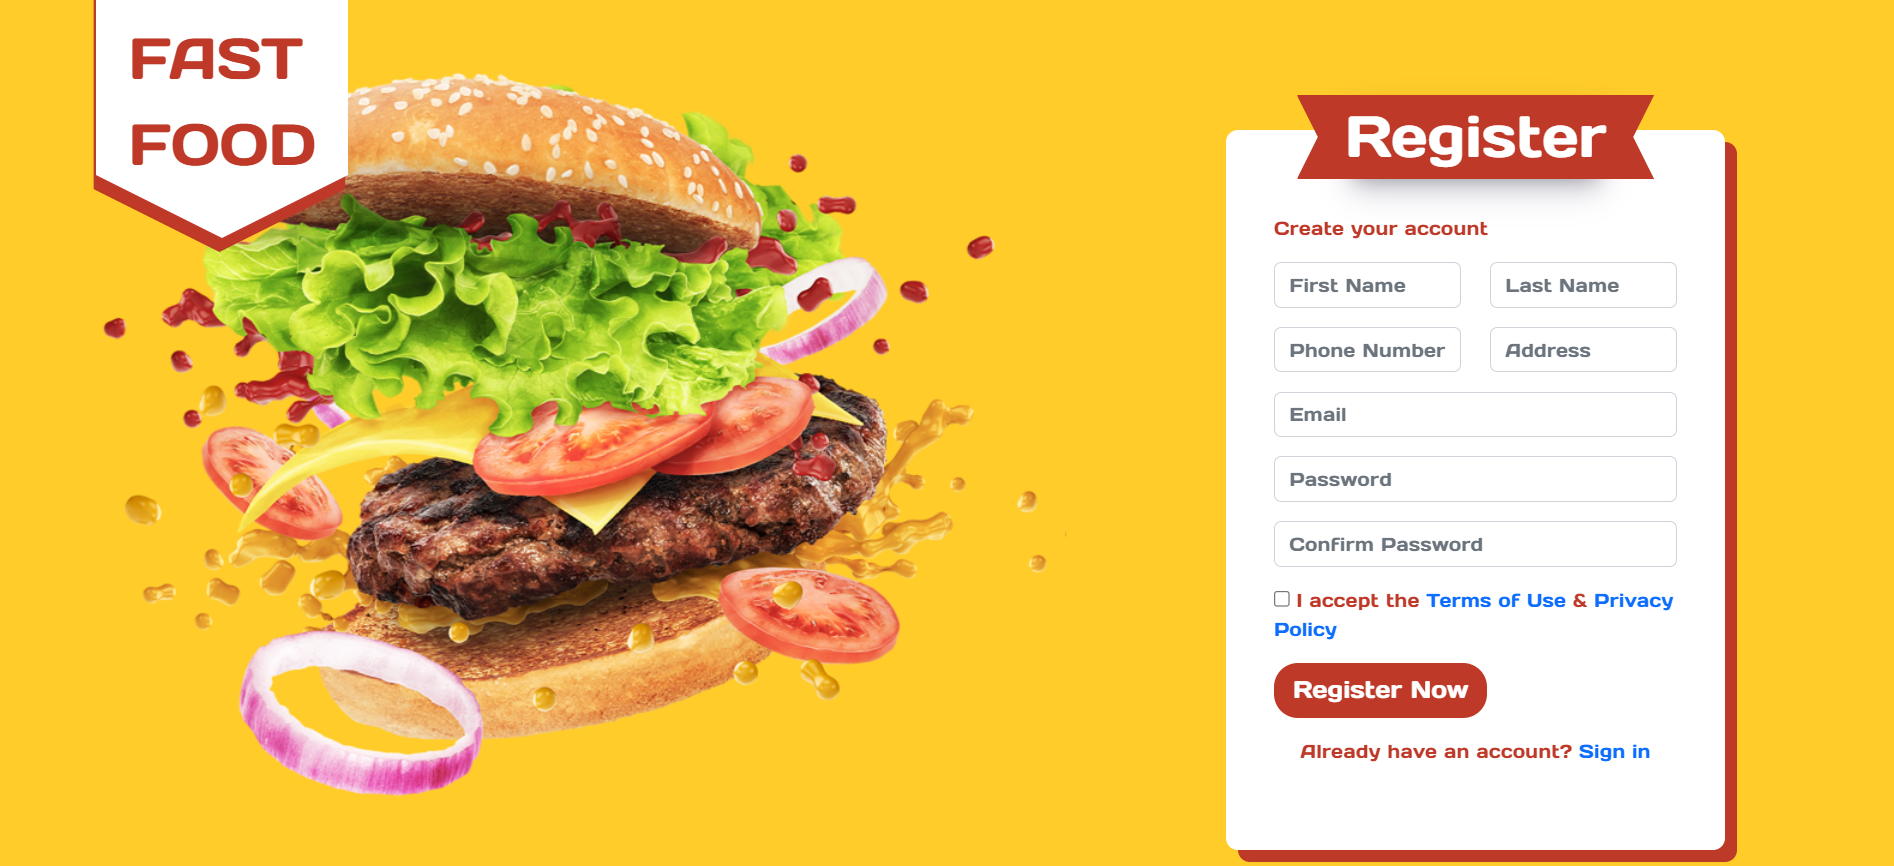 FAST
FOOD
Register
Create your account
First Name
Last Name
Phone Number
Address
Email
Password
Confirm Password
I accept the Terms of Use & Privacy
Policy
Register Now
Already have an account? Sign in